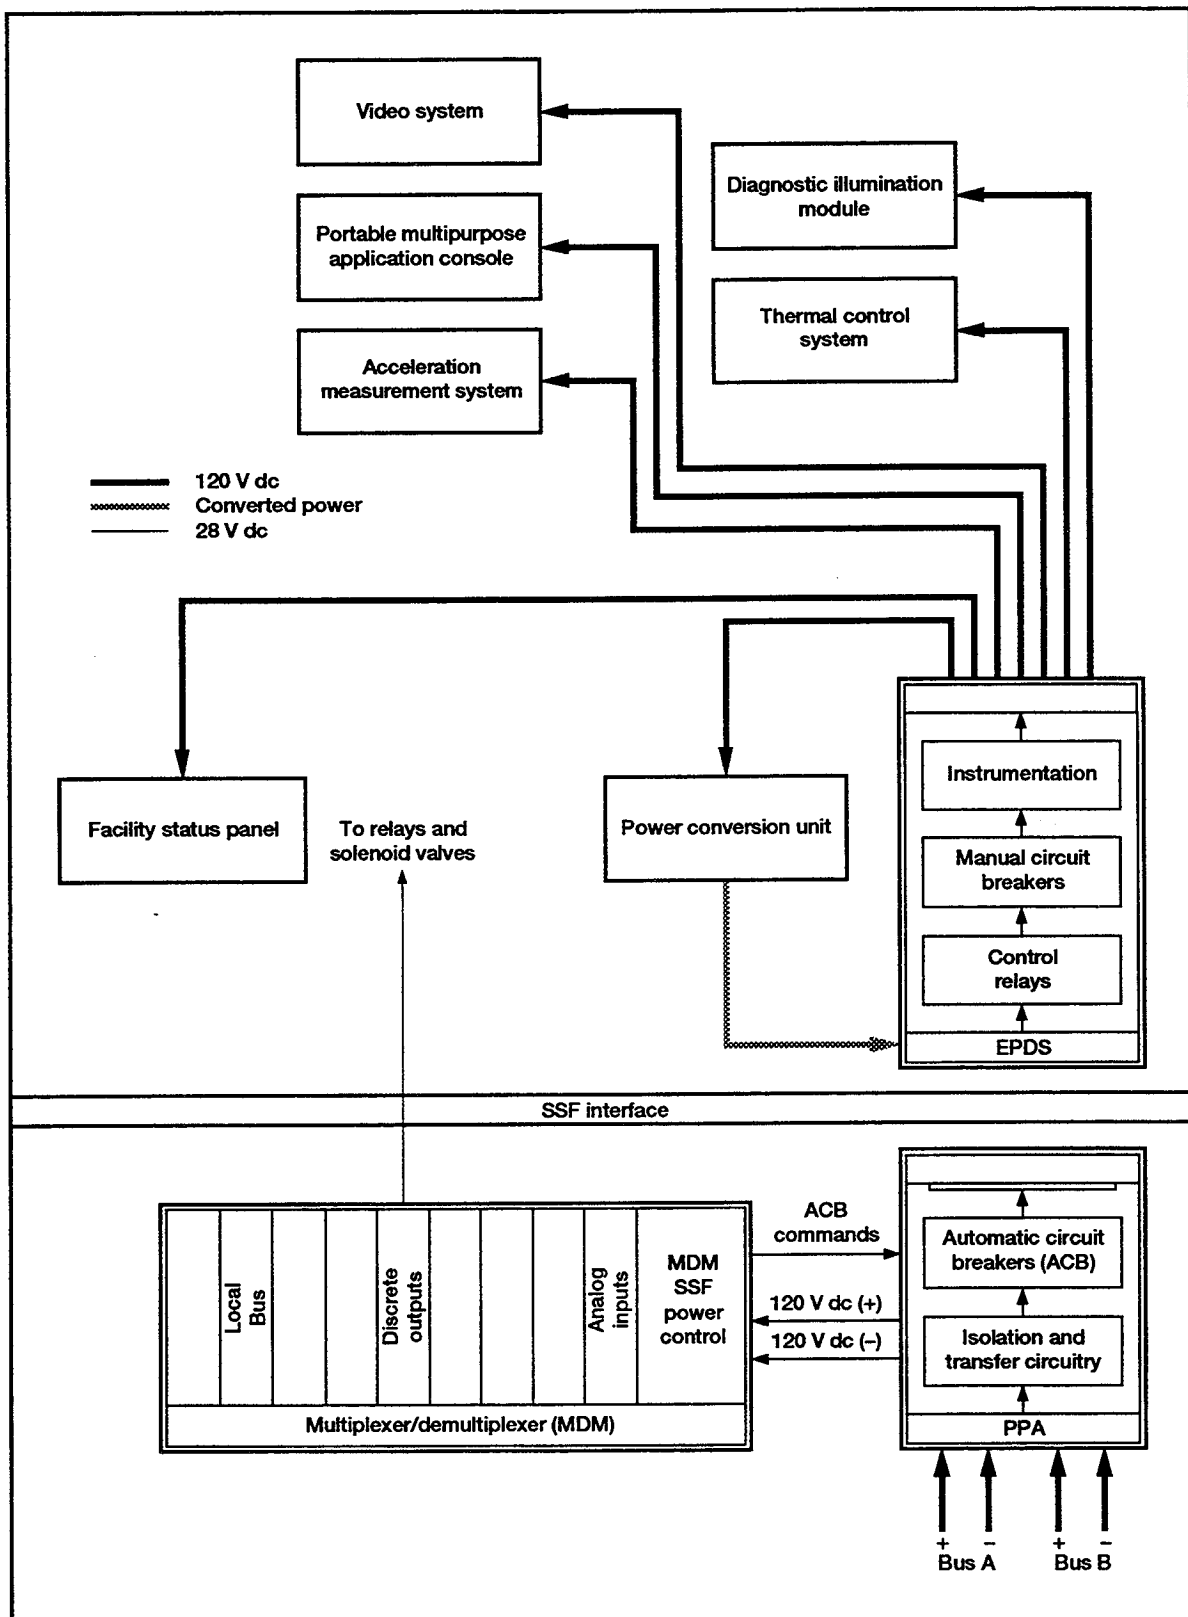 Video system
Diagnostic illumination
module
Portable multipurpose
application console
Thermal control
system
Acceleration
measurement system
120 V dc
Converted power
28 V dc
Instrumentation
Facility status panel
To relays and
solenoid valves
Power conversion unit
Manual circuit
breakers
Control
relays
EPDS
SSF interface
Local
Bus
Discrete
outputs
Analog
inputs
MDM
SSF
power
control
Multiplexer/demultiplexer (MDM)
ACB
commands
120 V dc (+)
120 V dc (–)
Automatic circuit
breakers (ACB)
Isolation and
transfer circuitry
PPA
+ – + –
Bus A Bus B